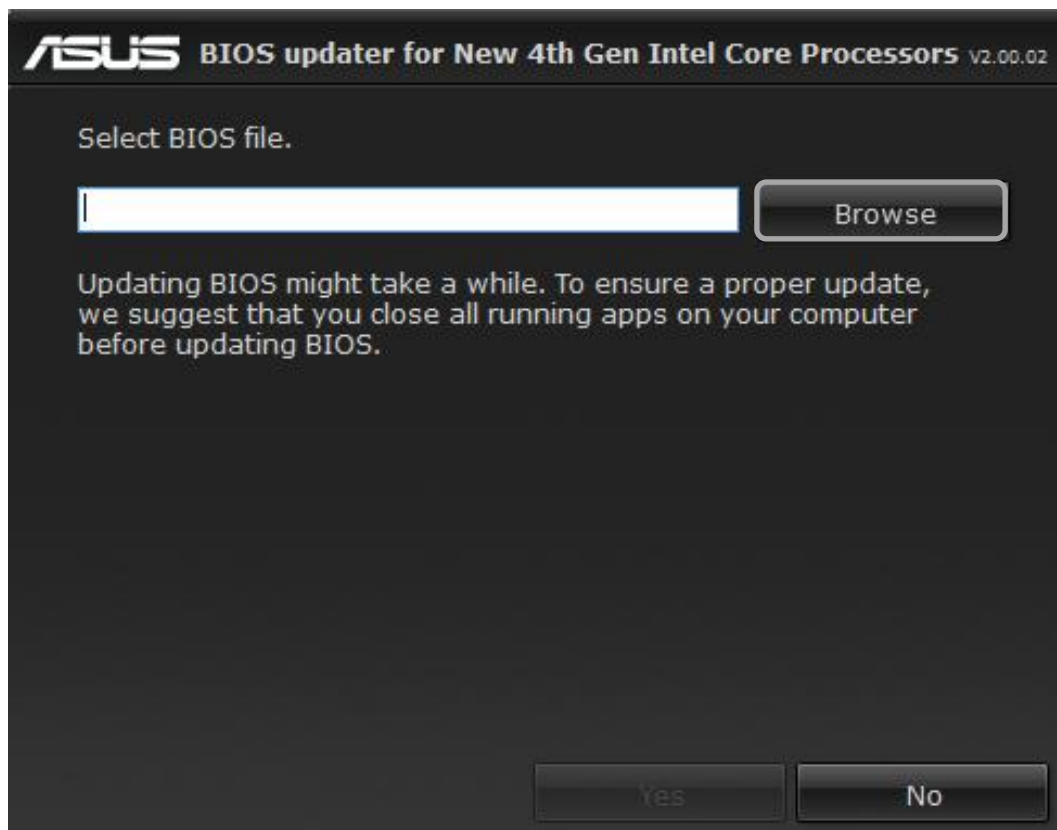 ASUS BIOS updater for New 4th Gen Intel Core Processors V2.00.02
Select BIOS file.
Browse
Updating BIOS might take a while. To ensure a proper update,
we suggest that you close all running apps on your computer
before updating BIOS.
Yes No